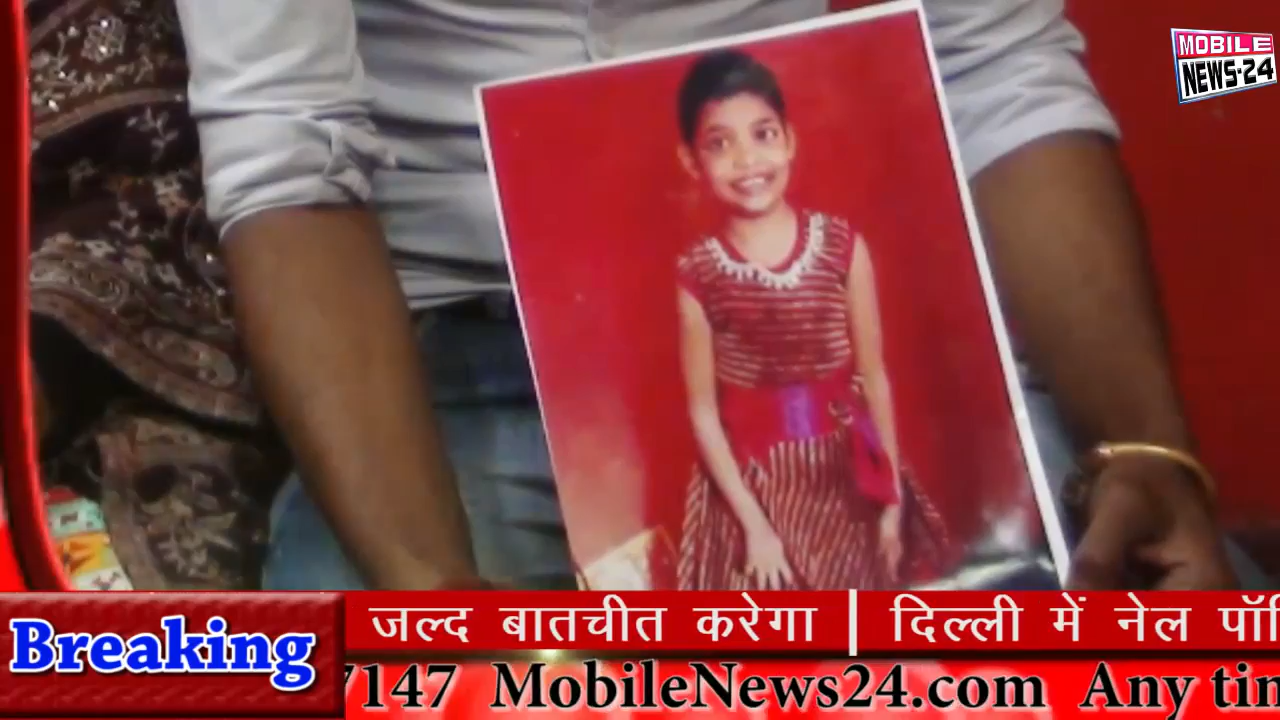 MOBILE
NEWS-24
जल्द बातचीत करेगा | दिल्ली में नेल
Breaking
7147 MobileNews24.com Any